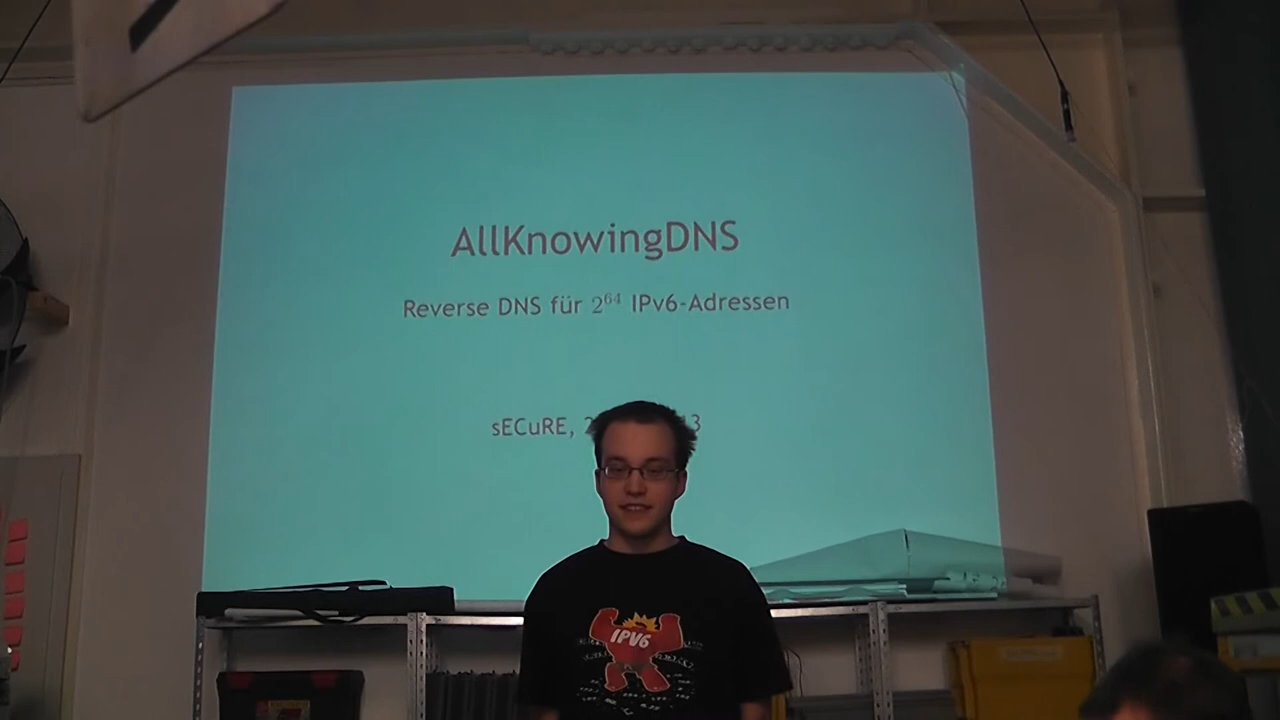 AllKnowingDNS
Reverse DNS für 2⁶⁴ IPv6-Adressen
sECuRE,
IPV6